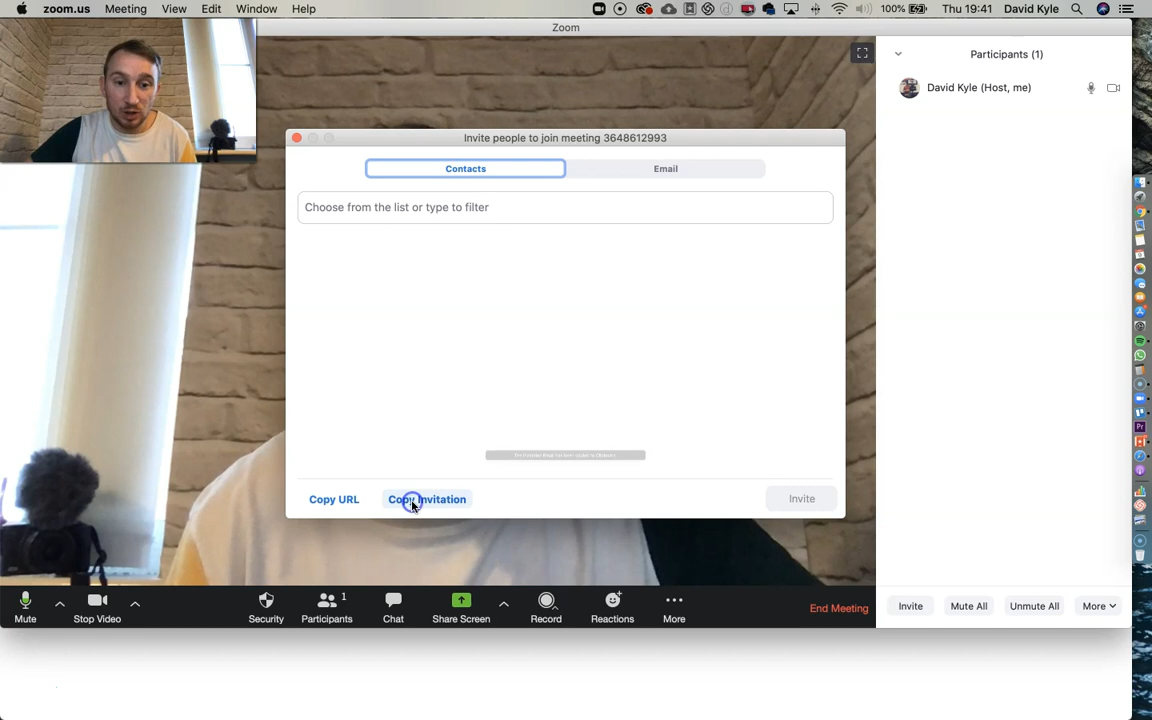 zoom.us Meeting View Edit Window Help 100% Thu 19:41 David Kyle
Zoom
Participants (1)
David Kyle (Host, me)
Invite people to join meeting 3648612993
Contacts Email
Choose from the list or type to filter
Copy URL Copy Invitation Invite
1
Mute Stop Video Security Participants Chat Share Screen Record Reactions More End Meeting
Invite Mute All Unmute All More
Pr